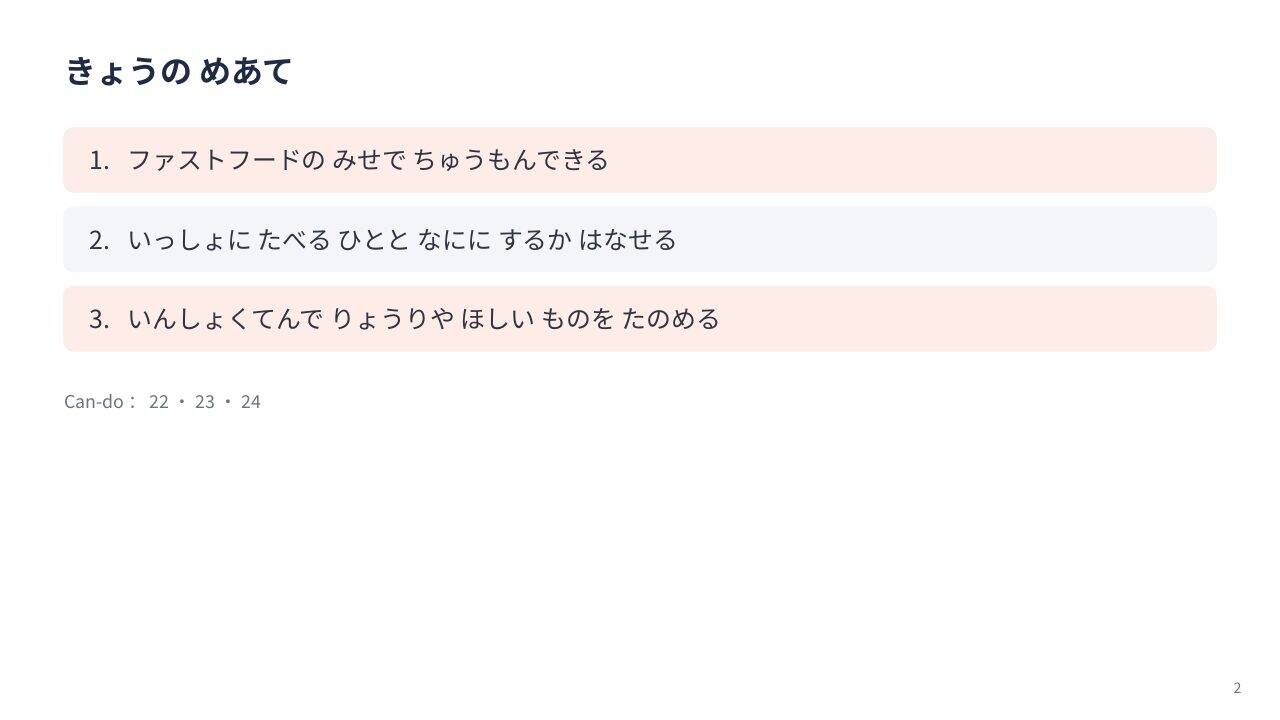 きょうの めあて
1. ファストフードの みせで ちゅうもんできる
2. いっしょに たべる ひとと なにに するか はなせる
3. いんしょくてんで りょうりや ほしい ものを たのめる
Can-do： 22 ・ 23 ・ 24
2